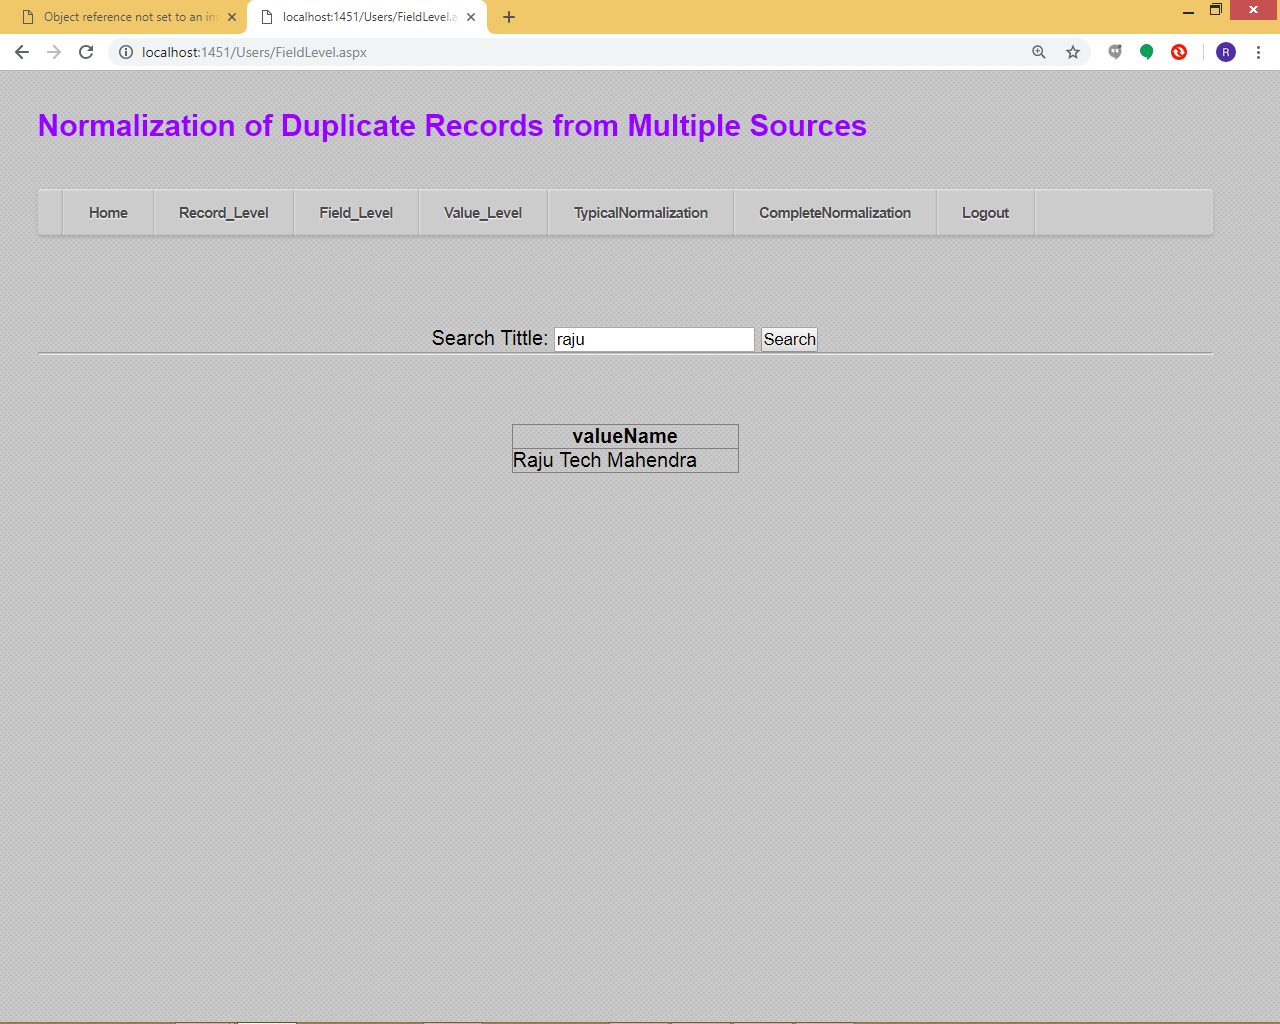 Object reference not set to an ins
localhost:1451/Users/FieldLevel.a
localhost:1451/Users/FieldLevel.aspx
R
Normalization of Duplicate Records from Multiple Sources
Home Record_Level Field_Level Value_Level TypicalNormalization CompleteNormalization Logout
Search Tittle: raju Search
valueName
Raju Tech Mahendra